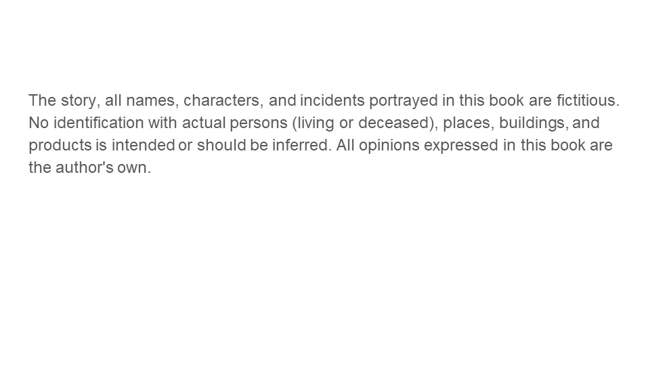 The story, all names, characters, and incidents portrayed in this book are fictitious.
No identification with actual persons (living or deceased), places, buildings, and
products is intended or should be inferred. All opinions expressed in this book are
the author's own.